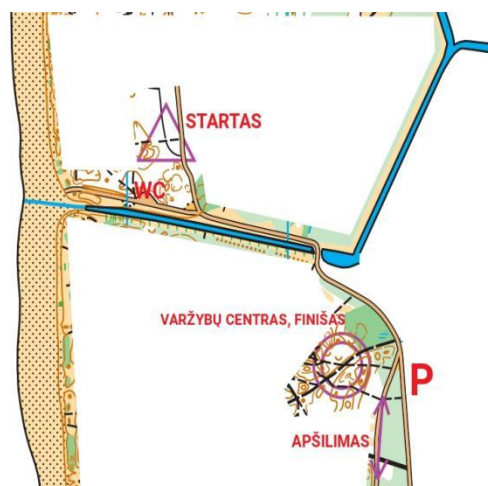 STARTAS
WC
VARŽYBŲ CENTRAS, FINIŠAS
P
APŠILIMAS